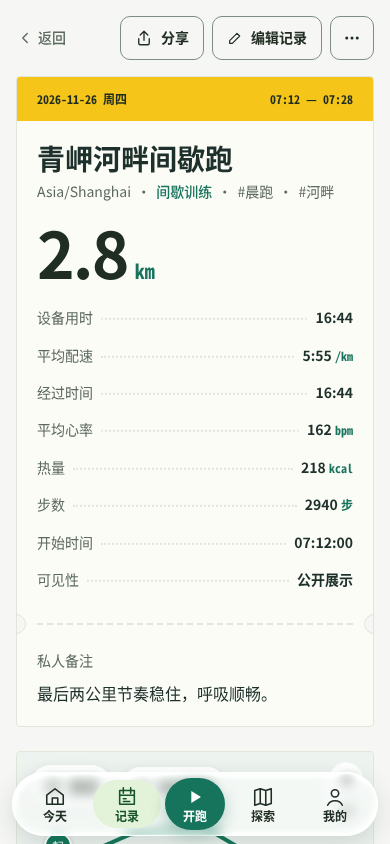 返回
分享
编辑记录
2026-11-26 周四
07:12 — 07:28
青岬河畔间歇跑
Asia/Shanghai • 间歇训练 • #晨跑 • #河畔
2.8 km
设备用时 16:44
平均配速 5:55 /km
经过时间 16:44
平均心率 162 bpm
热量 218 kcal
步数 2940 步
开始时间 07:12:00
可见性 公开展示
私人备注
最后两公里节奏稳住，呼吸顺畅。
今天
记录
开跑
探索
我的